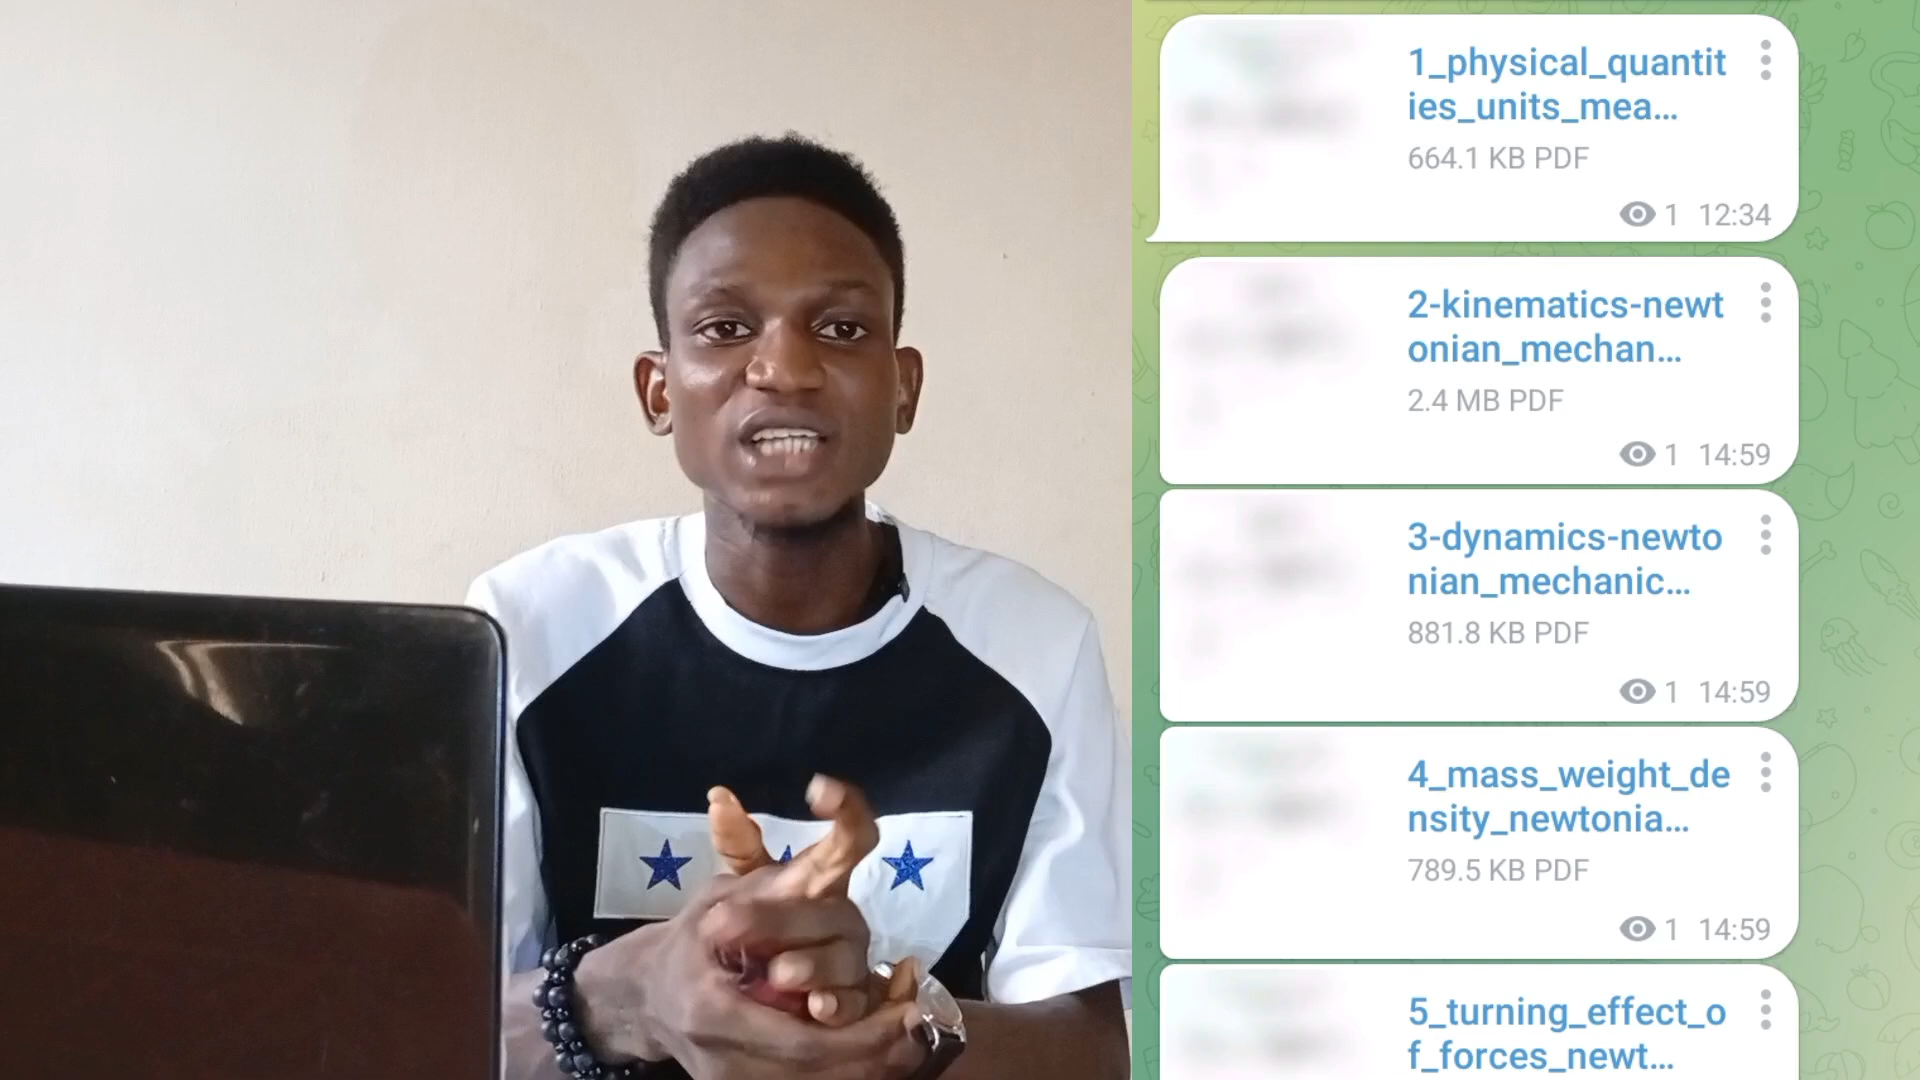 1_physical_quantit
ies_units_mea...
664.1 KB PDF
1 12:34
2-kinematics-newt
onian_mechan...
2.4 MB PDF
1 14:59
3-dynamics-newto
nian_mechanic...
881.8 KB PDF
1 14:59
4_mass_weight_de
nsity_newtonia...
789.5 KB PDF
1 14:59
5_turning_effect_o
f_forces_newt...